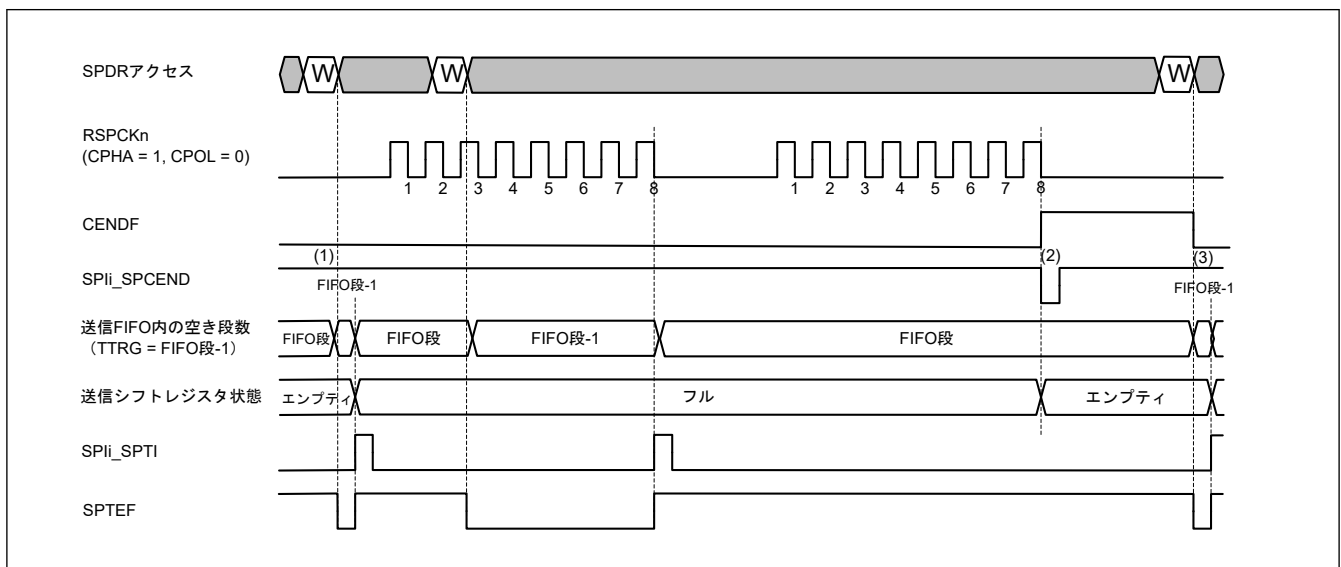 SPDRアクセス
W W W
RSPCKn
(CPHA = 1, CPOL = 0)
1 2 3 4 5 6 7 8 1 2 3 4 5 6 7 8
CENDF
(1) (2) (3)
SPIi_SPCEND
FIFO段-1 FIFO段-1
送信FIFO内の空き段数
(TTRG = FIFO段-1)
FIFO段 FIFO段 FIFO段-1 FIFO段
送信シフトレジスタ状態 エンプティ フル エンプティ
SPIi_SPTI
SPTEF